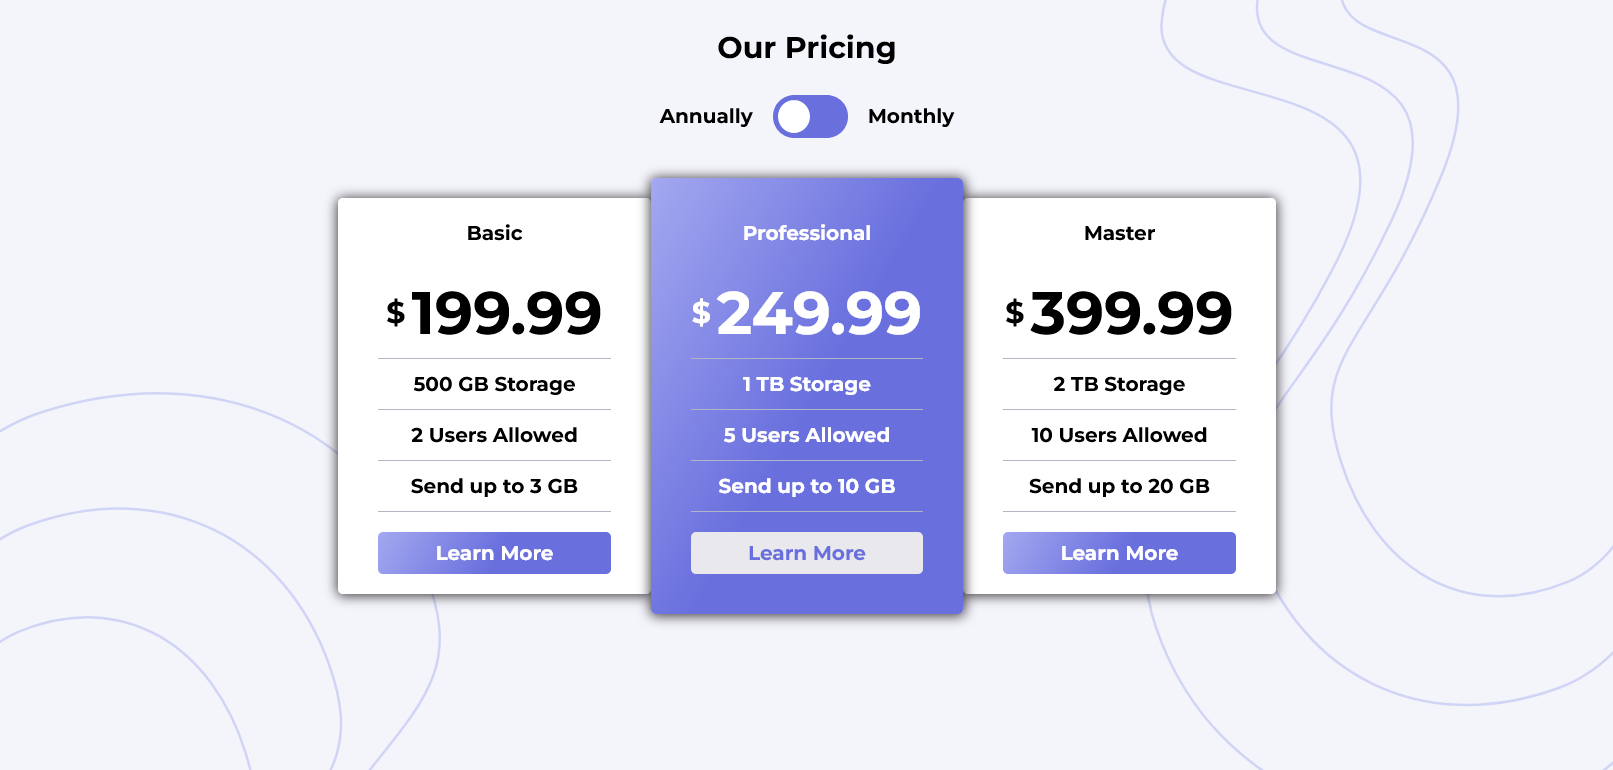 Our Pricing
Annually Monthly
Basic
$199.99
500 GB Storage
2 Users Allowed
Send up to 3 GB
Learn More
Professional
$249.99
1 TB Storage
5 Users Allowed
Send up to 10 GB
Learn More
Master
$399.99
2 TB Storage
10 Users Allowed
Send up to 20 GB
Learn More